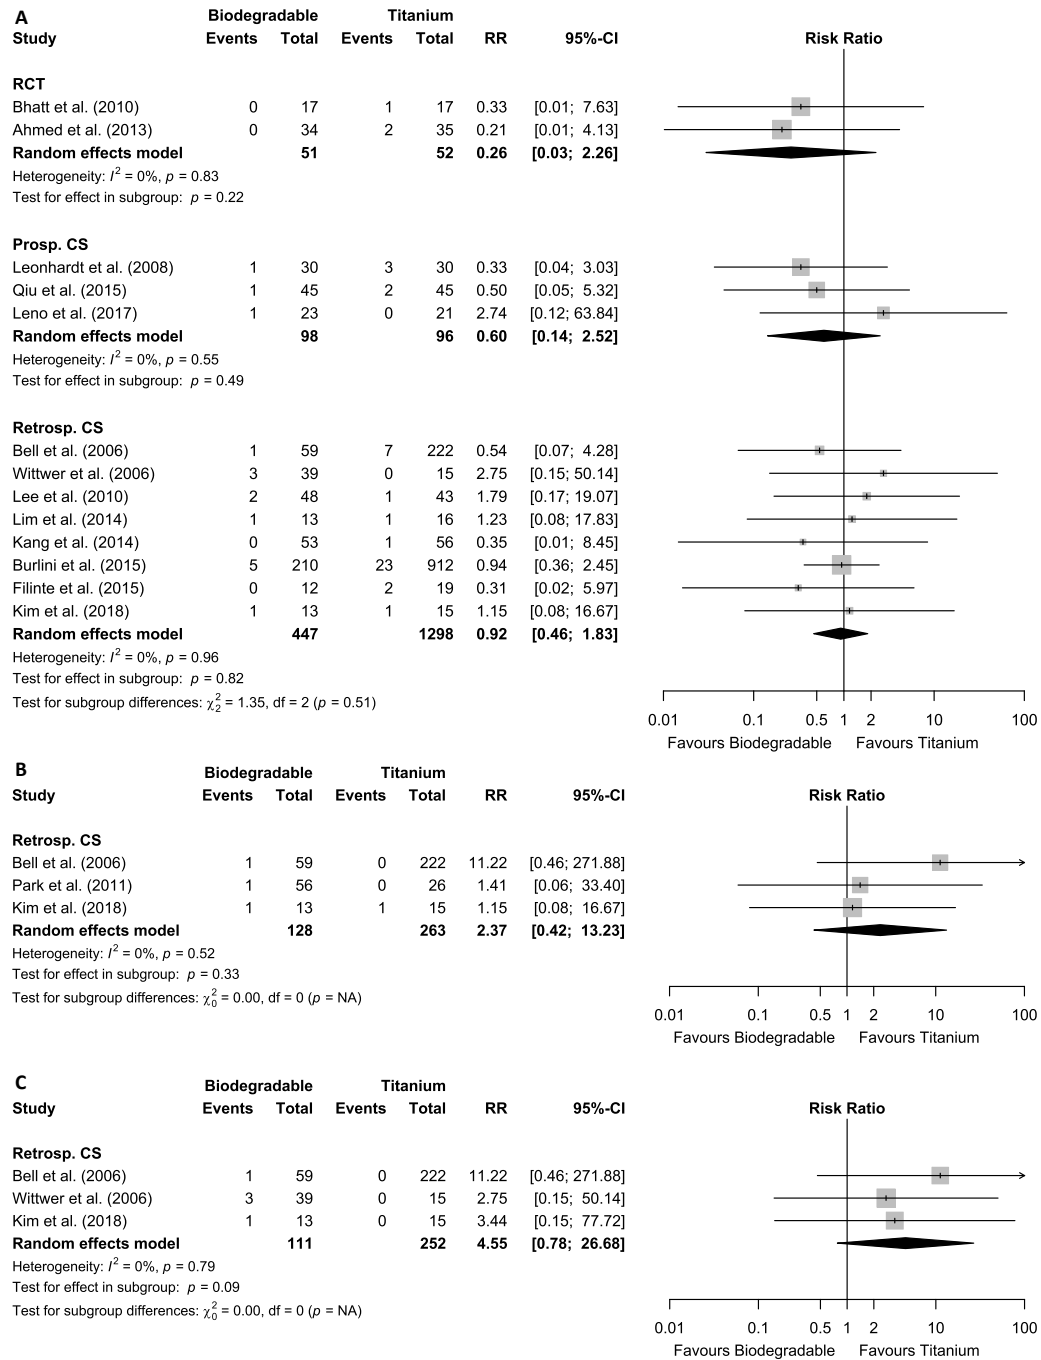 A
Biodegradable Titanium
Study Events Total Events Total RR 95%-CI Risk Ratio
RCT
Bhatt et al. (2010) 0 17 1 17 0.33 [0.01; 7.63]
Ahmed et al. (2013) 0 34 2 35 0.21 [0.01; 4.13]
Random effects model 51 52 0.26 [0.03; 2.26]
Heterogeneity: I² = 0%, p = 0.83
Test for effect in subgroup: p = 0.22
Prosp. CS
Leonhardt et al. (2008) 1 30 3 30 0.33 [0.04; 3.03]
Qiu et al. (2015) 1 45 2 45 0.50 [0.05; 5.32]
Leno et al. (2017) 1 23 0 21 2.74 [0.12; 63.84]
Random effects model 98 96 0.60 [0.14; 2.52]
Heterogeneity: I² = 0%, p = 0.55
Test for effect in subgroup: p = 0.49
Retrosp. CS
Bell et al. (2006) 1 59 7 222 0.54 [0.07; 4.28]
Wittwer et al. (2006) 3 39 0 15 2.75 [0.15; 50.14]
Lee et al. (2010) 2 48 1 43 1.79 [0.17; 19.07]
Lim et al. (2014) 1 13 1 16 1.23 [0.08; 17.83]
Kang et al. (2014) 0 53 1 56 0.35 [0.01; 8.45]
Burlini et al. (2015) 5 210 23 912 0.94 [0.36; 2.45]
Filinte et al. (2015) 0 12 2 19 0.31 [0.02; 5.97]
Kim et al. (2018) 1 13 1 15 1.15 [0.08; 16.67]
Random effects model 447 1298 0.92 [0.46; 1.83]
Heterogeneity: I² = 0%, p = 0.96
Test for effect in subgroup: p = 0.82
Test for subgroup differences: χ²₂ = 1.35, df = 2 (p = 0.51)
0.01 0.1 0.5 1 2 10 100
Favours Biodegradable Favours Titanium
B
Biodegradable Titanium
Study Events Total Events Total RR 95%-CI Risk Ratio
Retrosp. CS
Bell et al. (2006) 1 59 0 222 11.22 [0.46; 271.88]
Park et al. (2011) 1 56 0 26 1.41 [0.06; 33.40]
Kim et al. (2018) 1 13 1 15 1.15 [0.08; 16.67]
Random effects model 128 263 2.37 [0.42; 13.23]
Heterogeneity: I² = 0%, p = 0.52
Test for effect in subgroup: p = 0.33
Test for subgroup differences: χ²₀ = 0.00, df = 0 (p = NA)
0.01 0.1 0.5 1 2 10 100
Favours Biodegradable Favours Titanium
C
Biodegradable Titanium
Study Events Total Events Total RR 95%-CI Risk Ratio
Retrosp. CS
Bell et al. (2006) 1 59 0 222 11.22 [0.46; 271.88]
Wittwer et al. (2006) 3 39 0 15 2.75 [0.15; 50.14]
Kim et al. (2018) 1 13 0 15 3.44 [0.15; 77.72]
Random effects model 111 252 4.55 [0.78; 26.68]
Heterogeneity: I² = 0%, p = 0.79
Test for effect in subgroup: p = 0.09
Test for subgroup differences: χ²₀ = 0.00, df = 0 (p = NA)
0.01 0.1 0.5 1 2 10 100
Favours Biodegradable Favours Titanium